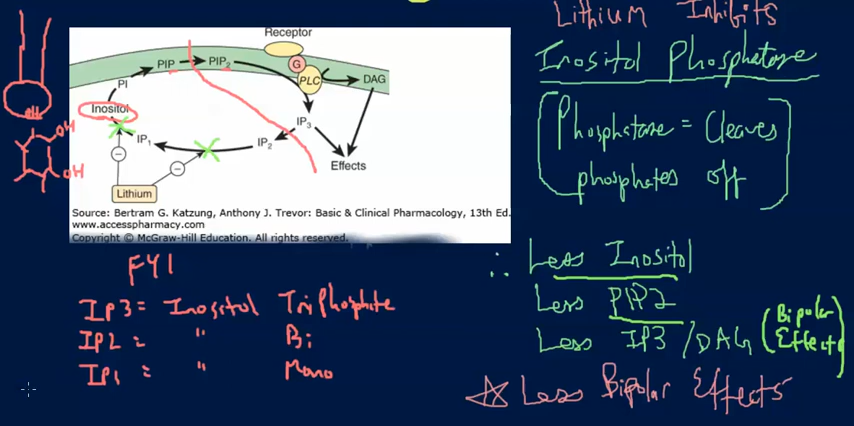 Lithium Inhibits
Inositol Phosphatase
(Phosphatase = Cleaves
phosphates off)
Receptor
PIP
PIP2
G
PLC
DAG
PI
Inositol
OH
OH
IP3
IP1
IP2
Effects
Lithium
Source: Bertram G. Katzung, Anthony J. Trevor: Basic & Clinical Pharmacology, 13th Ed.
www.accesspharmacy.com
Copyright © McGraw-Hill Education. All rights reserved.
FYI
IP3 = Inositol Triphosphite
IP2 = " Bi
IP1 = " Mono
∴ Less Inositol
Less PIP2
Less IP3/DAG (Bipolar
Effects)
☆ Less Bipolar Effects